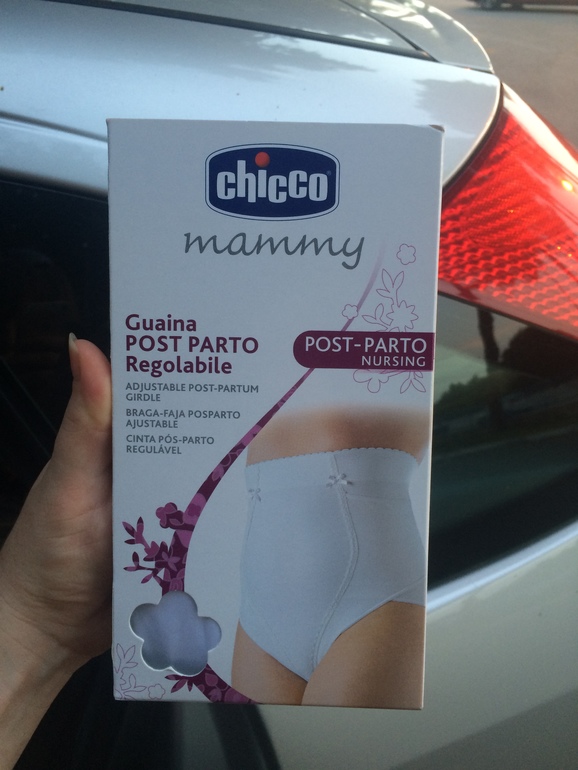 chicco
mammy
Guaina
POST PARTO
Regolabile
POST-PARTO
NURSING
ADJUSTABLE POST-PARTUM
GIRDLE
BRAGA-FAJA POSPARTO
AJUSTABLE
CINTA PÓS-PARTO
REGULÁVEL